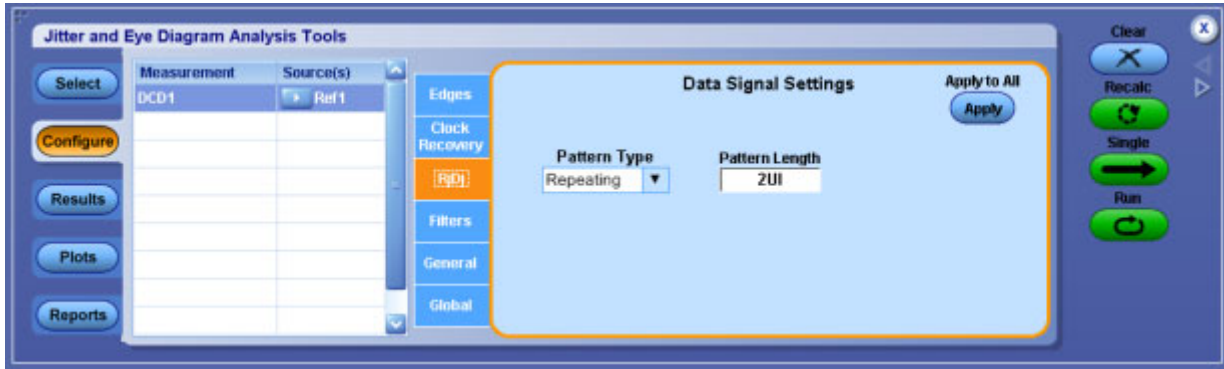 Jitter and Eye Diagram Analysis Tools
Select
Configure
Results
Plots
Reports
Measurement Source(s)
DCD1 Ref1
Edges
Clock
Recovery
RjDj
Filters
General
Global
Data Signal Settings
Apply to All
Apply
Pattern Type
Repeating
Pattern Length
2UI
Clear
X
Recalc
Single
Run